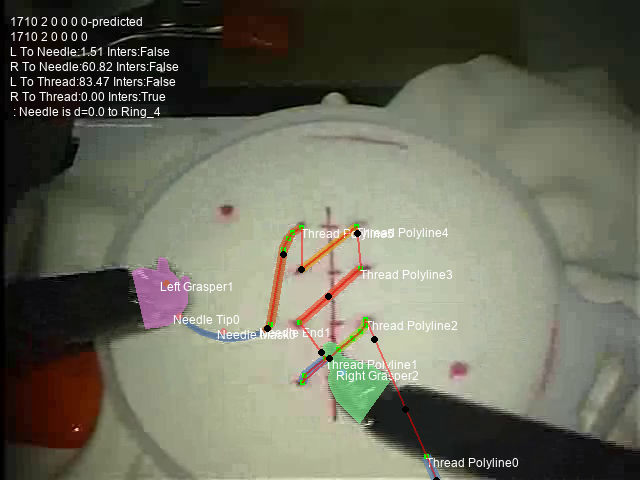 1710 2 0 0 0 0-predicted
1710 2 0 0 0 0
L To Needle:1.51 Inters:False
R To Needle:60.82 Inters:False
L To Thread:83.47 Inters:False
R To Thread:0.00 Inters:True
: Needle is d=0.0 to Ring_4
Thread Polyline4
Thread Polyline3
Left Grasper1
Needle Tip0
Needle End1
Thread Polyline2
Thread Polyline1
Right Grasper2
Thread Polyline0